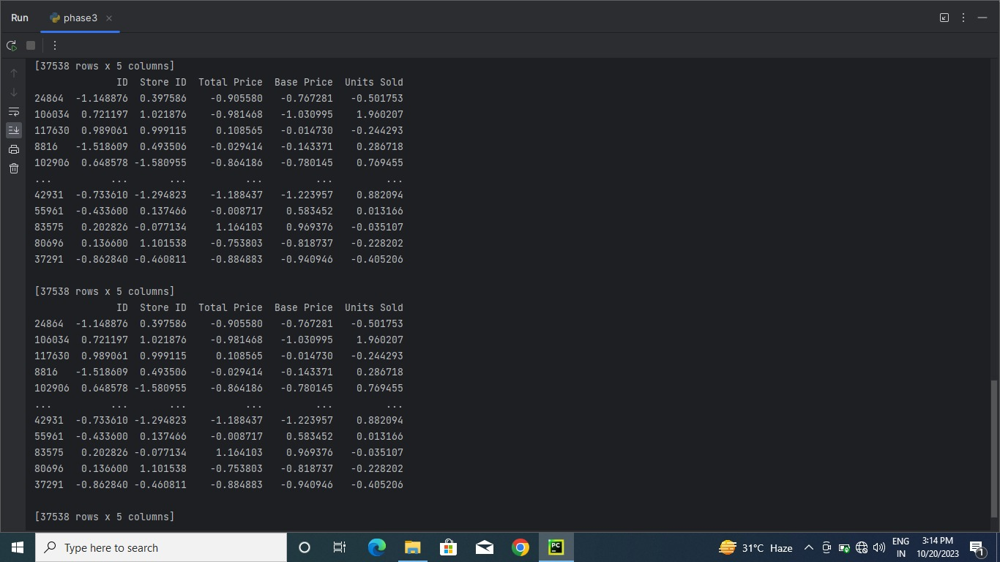 Run phase3
[37538 rows x 5 columns]
ID Store ID Total Price Base Price Units Sold
24864 -1.148876 0.397586 -0.905580 -0.767281 -0.501753
106034 0.721197 1.021876 -0.981468 -1.030995 1.960207
117630 0.989061 0.999115 0.108565 -0.014730 -0.244293
8816 -1.518609 0.493506 -0.029414 -0.143371 0.286718
102906 0.648578 -1.580955 -0.864186 -0.780145 0.769455
... ... ... ... ... ...
42931 -0.733610 -1.294823 -1.188437 -1.223957 0.882094
55961 -0.433600 0.137466 -0.008717 0.583452 0.013166
83575 0.202826 -0.077134 1.164103 0.969376 -0.035107
80696 0.136600 1.101538 -0.753803 -0.818737 -0.228202
37291 -0.862840 -0.460811 -0.884883 -0.940946 -0.405206
[37538 rows x 5 columns]
ID Store ID Total Price Base Price Units Sold
24864 -1.148876 0.397586 -0.905580 -0.767281 -0.501753
106034 0.721197 1.021876 -0.981468 -1.030995 1.960207
117630 0.989061 0.999115 0.108565 -0.014730 -0.244293
8816 -1.518609 0.493506 -0.029414 -0.143371 0.286718
102906 0.648578 -1.580955 -0.864186 -0.780145 0.769455
... ... ... ... ... ...
42931 -0.733610 -1.294823 -1.188437 -1.223957 0.882094
55961 -0.433600 0.137466 -0.008717 0.583452 0.013166
83575 0.202826 -0.077134 1.164103 0.969376 -0.035107
80696 0.136600 1.101538 -0.753803 -0.818737 -0.228202
37291 -0.862840 -0.460811 -0.884883 -0.940946 -0.405206
[37538 rows x 5 columns]
Type here to search
PC
31°C Haze
ENG
IN
3:14 PM
10/20/2023
1